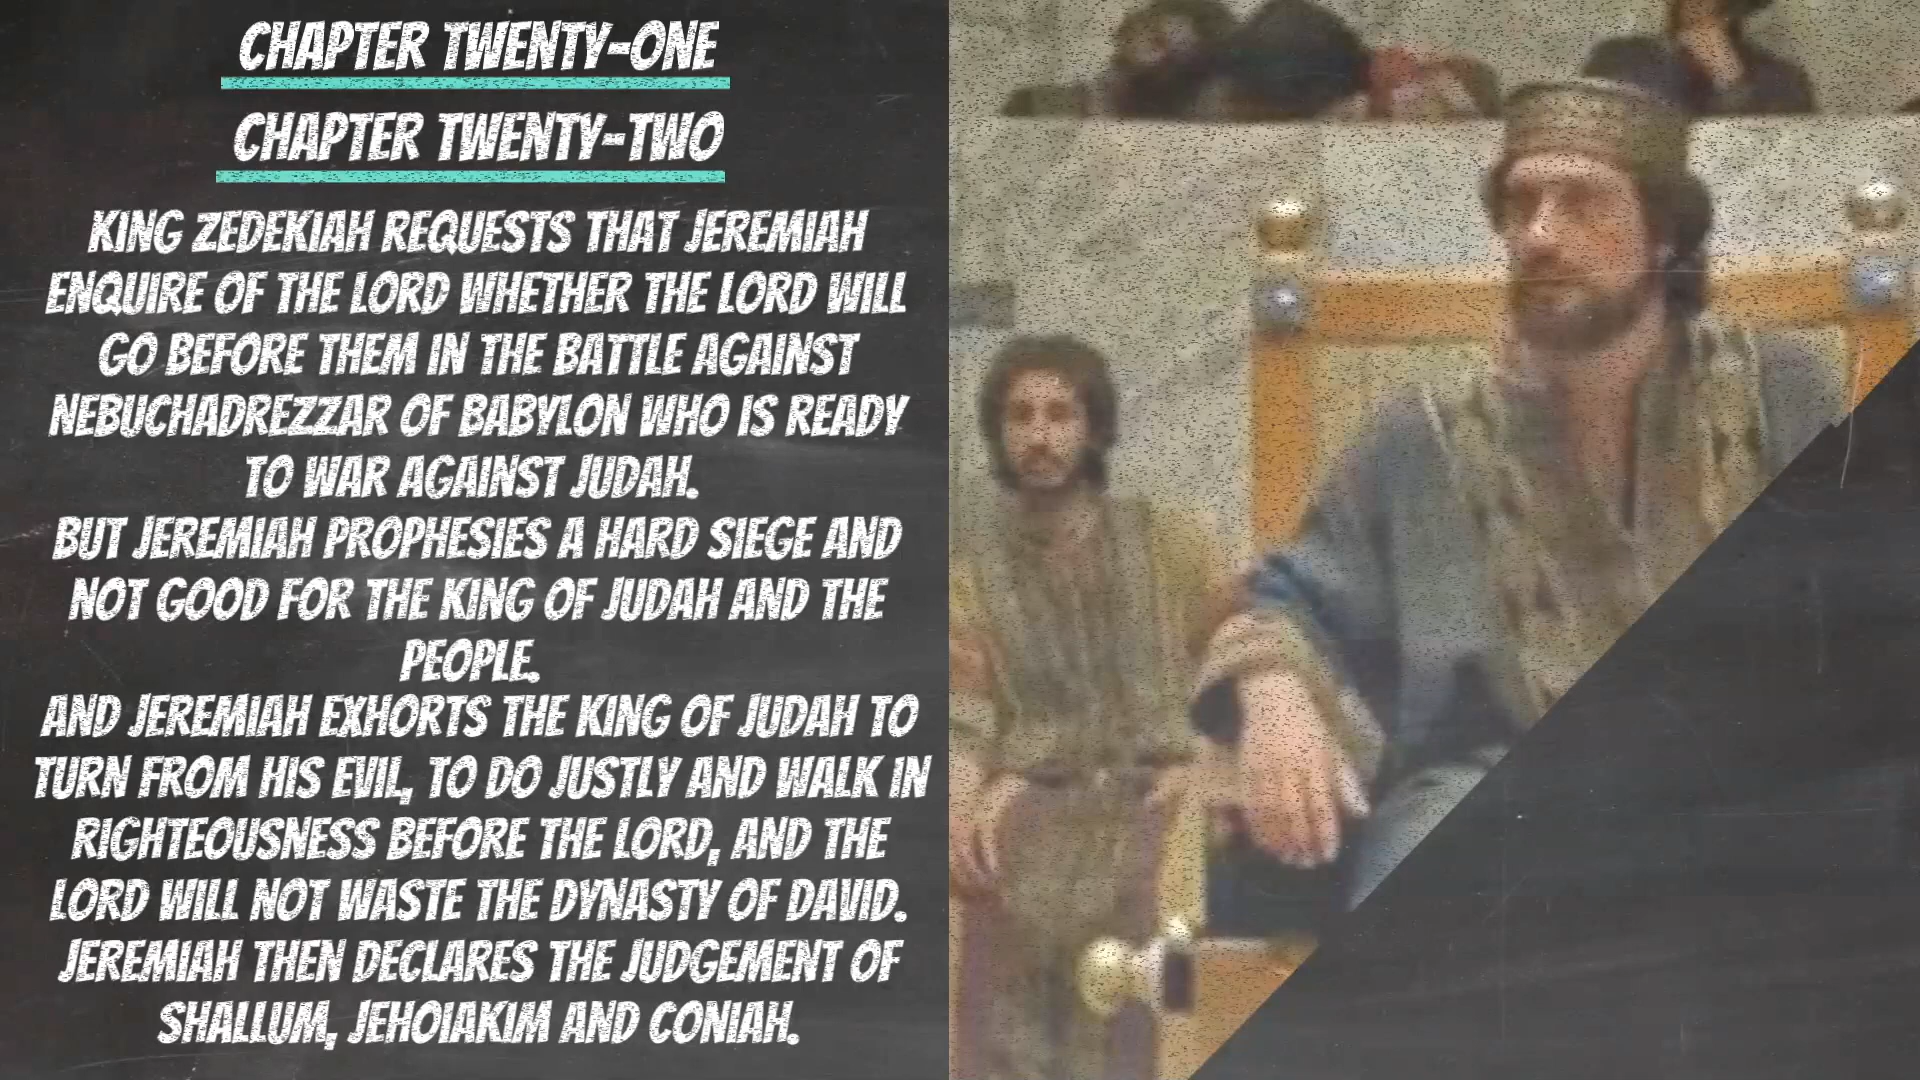 CHAPTER TWENTY-ONE
CHAPTER TWENTY-TWO
KING ZEDEKIAH REQUESTS THAT JEREMIAH
ENQUIRE OF THE LORD WHETHER THE LORD WILL
GO BEFORE THEM IN THE BATTLE AGAINST
NEBUCHADREZZAR OF BABYLON WHO IS READY
TO WAR AGAINST JUDAH.
BUT JEREMIAH PROPHESIES A HARD SIEGE AND
NOT GOOD FOR THE KING OF JUDAH AND THE
PEOPLE.
AND JEREMIAH EXHORTS THE KING OF JUDAH TO
TURN FROM HIS EVIL, TO DO JUSTLY AND WALK IN
RIGHTEOUSNESS BEFORE THE LORD, AND THE
LORD WILL NOT WASTE THE DYNASTY OF DAVID.
JEREMIAH THEN DECLARES THE JUDGEMENT OF
SHALLUM, JEHOIAKIM AND CONIAH.